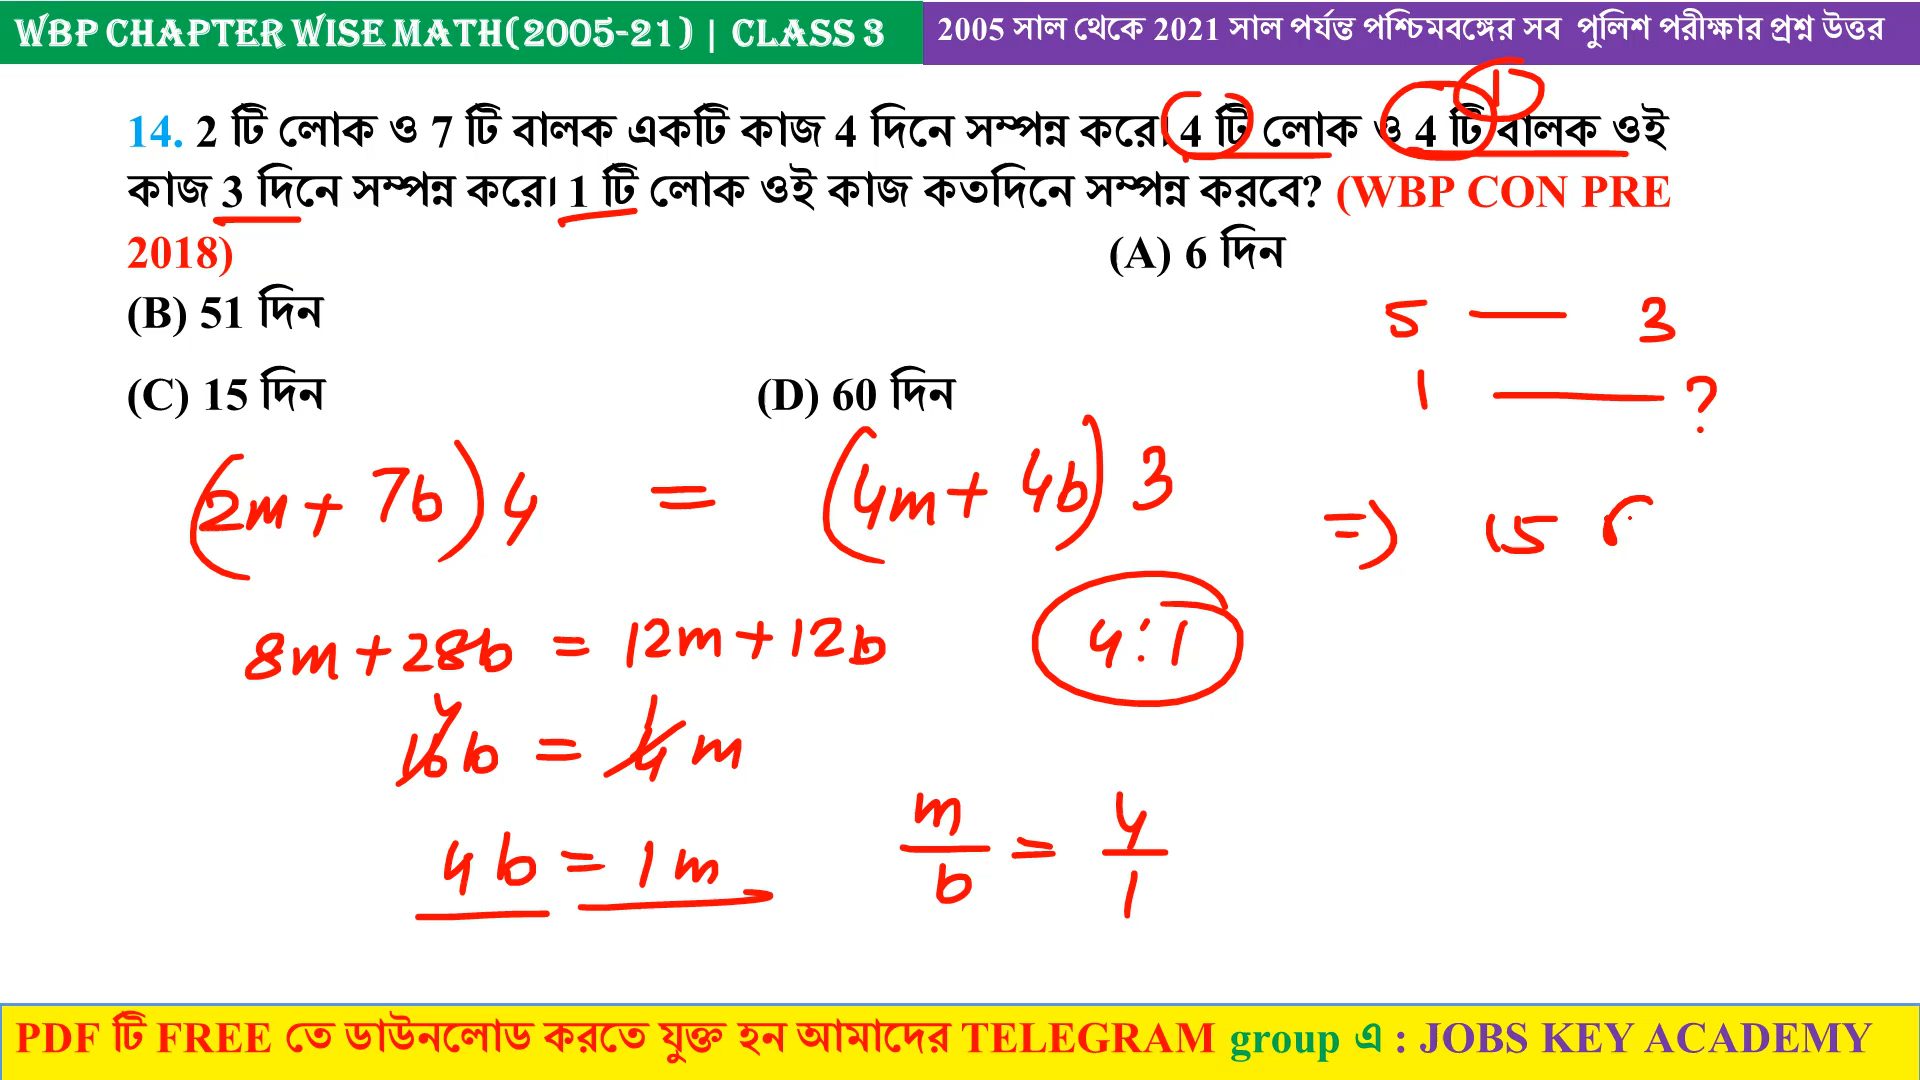 WBP CHAPTER WISE MATH(2005-21) | CLASS 3
2005 সাল থেকে 2021 সাল পর্যন্ত পশ্চিমবঙ্গের সব পুলিশ পরীক্ষার প্রশ্ন উত্তর
1
14. 2 টি লোক ও 7 টি বালক একটি কাজ 4 দিনে সম্পন্ন করে। 4 টি লোক ও 4 টি বালক ওই
কাজ 3 দিনে সম্পন্ন করে। 1 টি লোক ওই কাজ কতদিনে সম্পন্ন করবে? (WBP CON PRE
2018) (A) 6 দিন
(B) 51 দিন
5 — 3
(C) 15 দিন (D) 60 দিন
1 — ?
(2m + 7b) 4 = (4m + 4b) 3
=) 15
8m + 28b = 12m + 12b
4:1
4 1
16b = 4m
4b = 1m
m/b = 4/1
PDF টি FREE তে ডাউনলোড করতে যুক্ত হন আমাদের TELEGRAM group এ : JOBS KEY ACADEMY